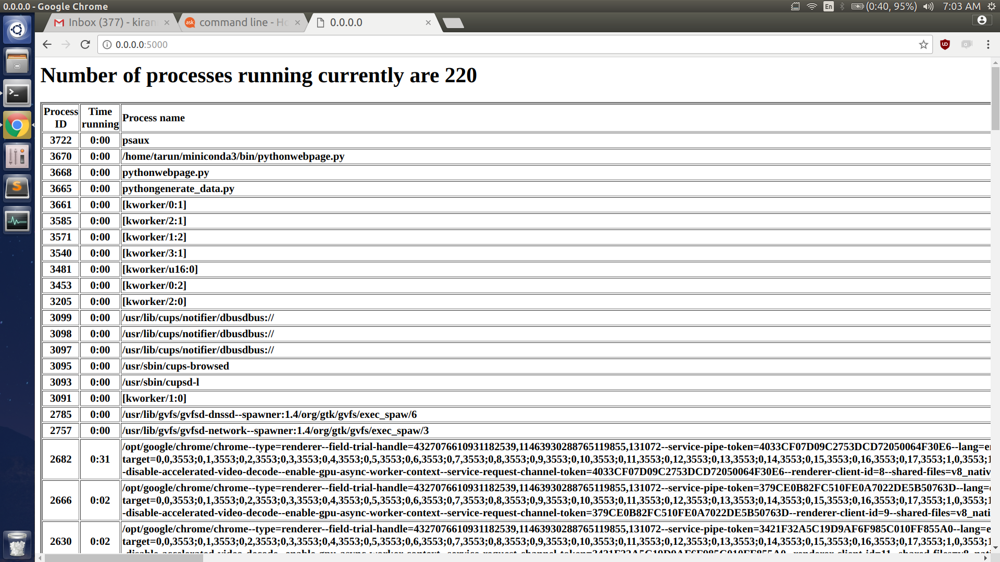 0.0.0.0 - Google Chrome
En
(0:40, 95%)
7:03 AM
Inbox (377) - kiran
ask
command line - Ho
0.0.0.0
0.0.0.0:5000
Number of processes running currently are 220
Process ID Time running Process name
3722 0:00 psaux
3670 0:00 /home/tarun/miniconda3/bin/pythonwebpage.py
3668 0:00 pythonwebpage.py
3665 0:00 pythongenerate_data.py
3661 0:00 [kworker/0:1]
3585 0:00 [kworker/2:1]
3571 0:00 [kworker/1:2]
3540 0:00 [kworker/3:1]
3481 0:00 [kworker/u16:0]
3453 0:00 [kworker/0:2]
3205 0:00 [kworker/2:0]
3099 0:00 /usr/lib/cups/notifier/dbusdbus://
3098 0:00 /usr/lib/cups/notifier/dbusdbus://
3097 0:00 /usr/lib/cups/notifier/dbusdbus://
3095 0:00 /usr/sbin/cups-browsed
3093 0:00 /usr/sbin/cupsd-l
3091 0:00 [kworker/1:0]
2785 0:00 /usr/lib/gvfs/gvfsd-dnssd--spawner:1.4/org/gtk/gvfs/exec_spaw/6
2757 0:00 /usr/lib/gvfs/gvfsd-network--spawner:1.4/org/gtk/gvfs/exec_spaw/3
2682 0:31 /opt/google/chrome/chrome--type=renderer--field-trial-handle=4327076610931182539,11463930288765119855,131072--service-pipe-token=4033CF07D09C2753DCD72050064F30E6--lang=e
target=0,0,3553;0,1,3553;0,2,3553;0,3,3553;0,4,3553;0,5,3553;0,6,3553;0,7,3553;0,8,3553;0,9,3553;0,10,3553;0,11,3553;0,12,3553;0,13,3553;0,14,3553;0,15,3553;0,16,3553;0,17,3553;1,0,3553;1
-disable-accelerated-video-decode--enable-gpu-async-worker-context--service-request-channel-token=4033CF07D09C2753DCD72050064F30E6--renderer-client-id=8--shared-files=v8_nativ
2666 0:02 /opt/google/chrome/chrome--type=renderer--field-trial-handle=4327076610931182539,11463930288765119855,131072--service-pipe-token=379CE0B82FC510FE0A7022DE5B50763D--lang=
target=0,0,3553;0,1,3553;0,2,3553;0,3,3553;0,4,3553;0,5,3553;0,6,3553;0,7,3553;0,8,3553;0,9,3553;0,10,3553;0,11,3553;0,12,3553;0,13,3553;0,14,3553;0,15,3553;0,16,3553;0,17,3553;1,0,3553;1
-disable-accelerated-video-decode--enable-gpu-async-worker-context--service-request-channel-token=379CE0B82FC510FE0A7022DE5B50763D--renderer-client-id=9--shared-files=v8_nati
2630 0:02 /opt/google/chrome/chrome--type=renderer--field-trial-handle=4327076610931182539,11463930288765119855,131072--service-pipe-token=3421F32A5C19D9AF6F985C010FF855A0--lang=e
target=0,0,3553;0,1,3553;0,2,3553;0,3,3553;0,4,3553;0,5,3553;0,6,3553;0,7,3553;0,8,3553;0,9,3553;0,10,3553;0,11,3553;0,12,3553;0,13,3553;0,14,3553;0,15,3553;0,16,3553;0,17,3553;1,0,3553;1